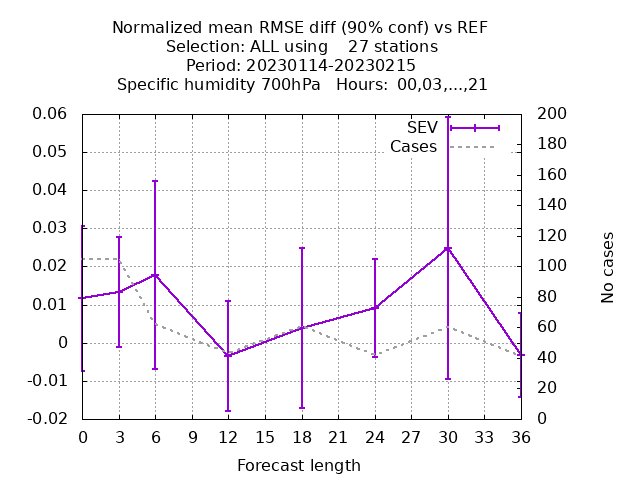 Normalized mean RMSE diff (90% conf) vs REF
Selection: ALL using    27 stations
Period: 20230114-20230215
Specific humidity 700hPa   Hours: 00,03,...,21
SEV
Cases
0.06
0.05
0.04
0.03
0.02
0.01
0
-0.01
-0.02
200
180
160
140
120
100
80
60
40
20
0
No cases
0 3 6 9 12 15 18 21 24 27 30 33 36
Forecast length